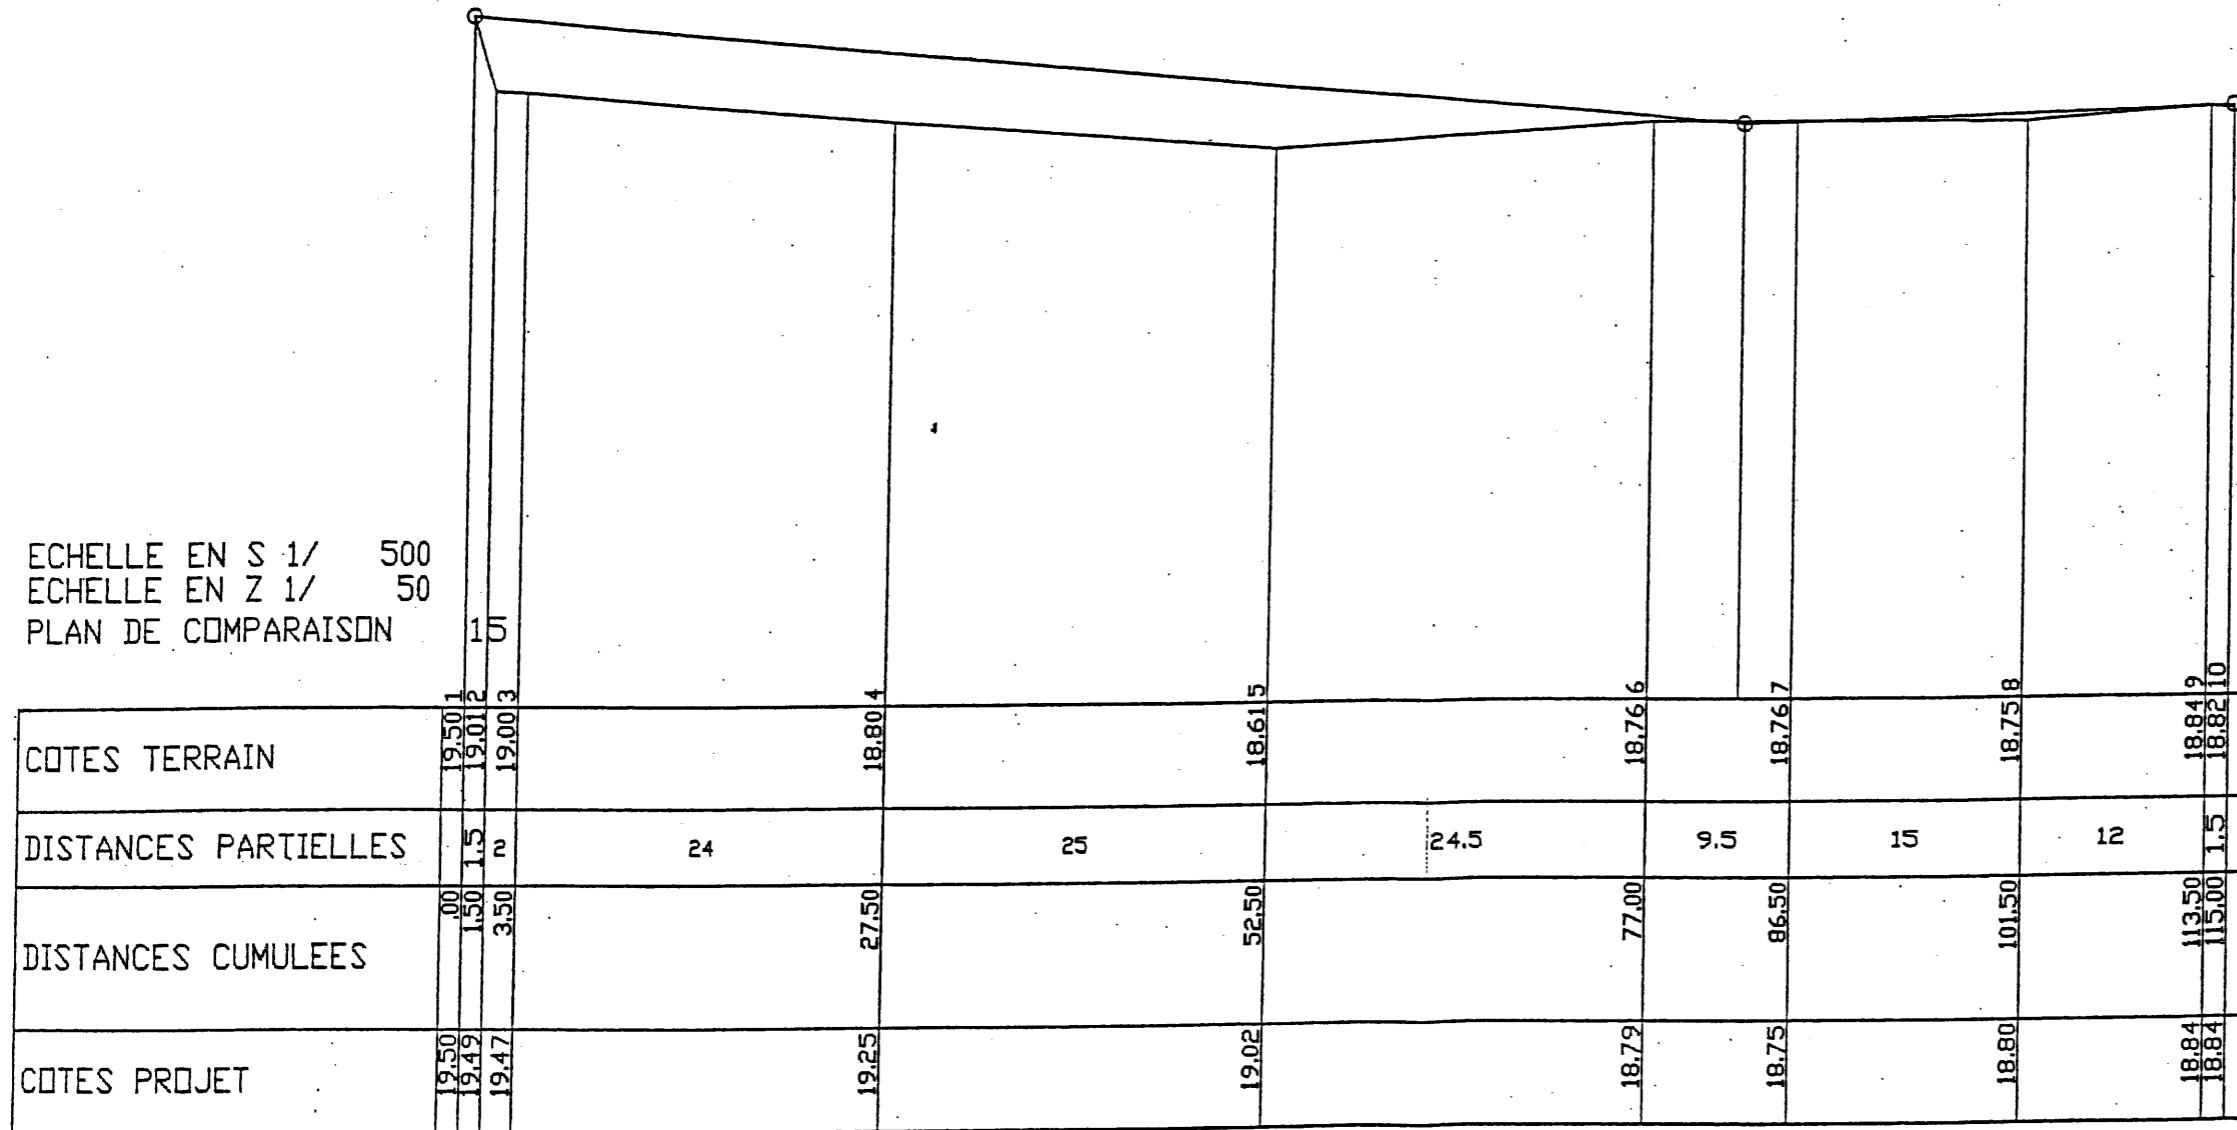 ECHELLE EN S 1/ 500
ECHELLE EN Z 1/ 50
PLAN DE COMPARAISON 15
1 2 3 4 5 6 7 8 9 10
COTES TERRAIN 19.50 19.01 19.00 18.80 18.61 18.76 18.76 18.75 18.84 18.82
DISTANCES PARTIELLES 1.5 2 24 25 24.5 9.5 15 12 1.5
DISTANCES CUMULEES .00 1.50 3.50 27.50 52.50 77.00 86.50 101.50 113.50 115.00
COTES PROJET 19.50 19.49 19.47 19.25 19.02 18.79 18.75 18.80 18.84 18.84